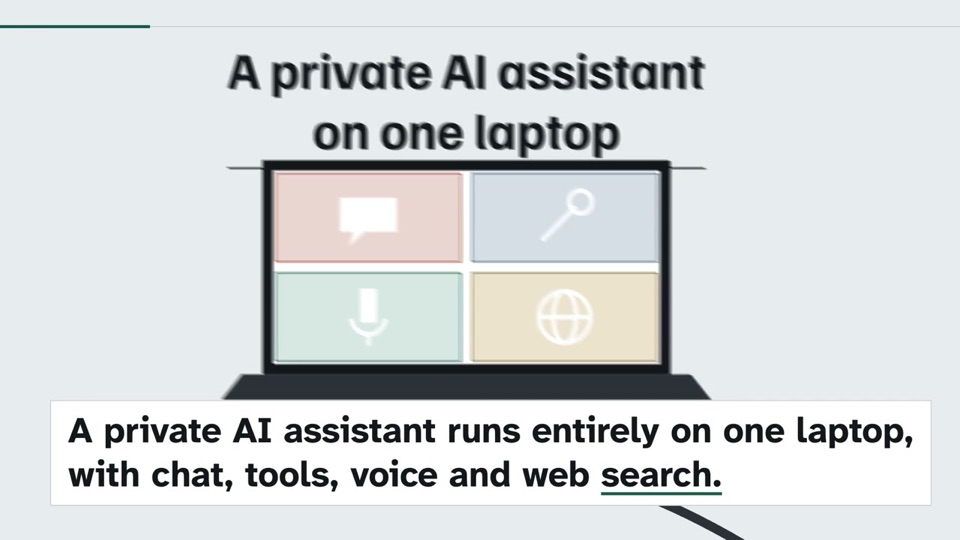 A private AI assistant
on one laptop
A private AI assistant runs entirely on one laptop,
with chat, tools, voice and web search.